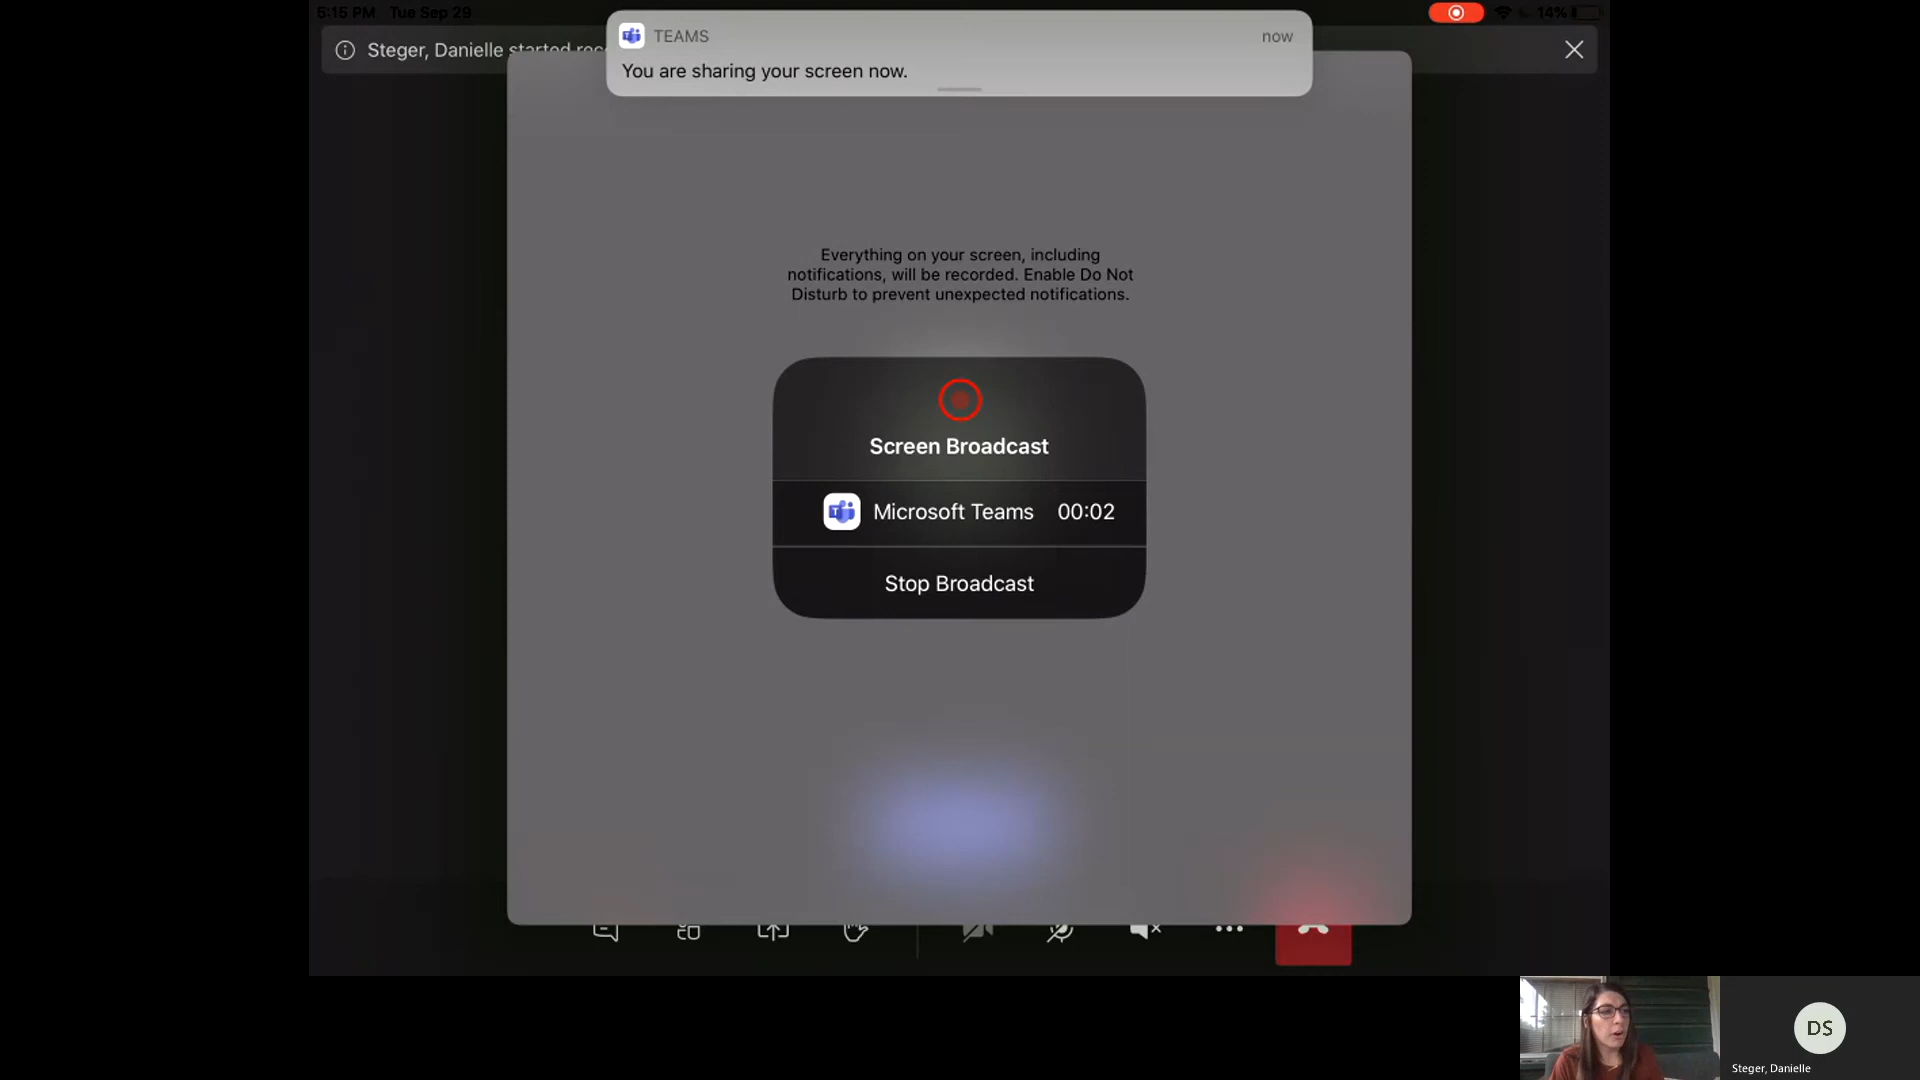 5:15 PM Tue Sep 29
14%
TEAMS
now
Steger, Danielle started
You are sharing your screen now.
Everything on your screen, including
notifications, will be recorded. Enable Do Not
Disturb to prevent unexpected notifications.
Screen Broadcast
Microsoft Teams 00:02
Stop Broadcast
DS
Steger, Danielle